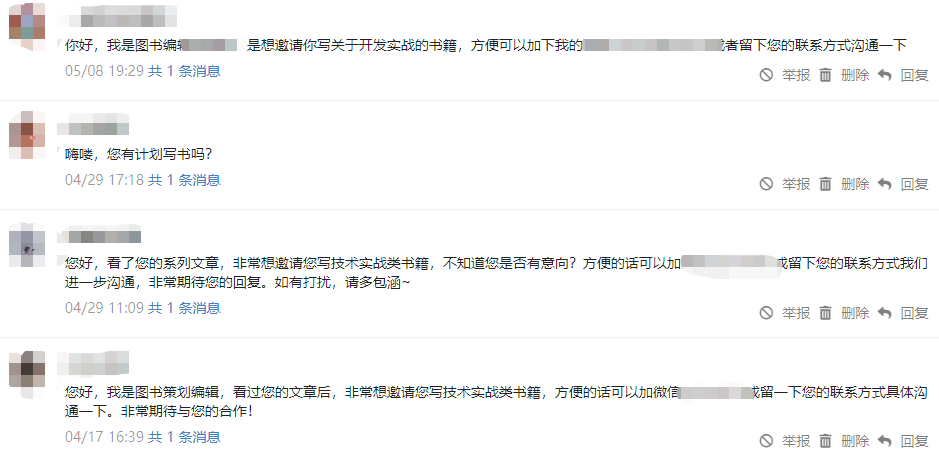 你好，我是图书编辑 是想邀请你写关于开发实战的书籍，方便可以加下我的 或者留下您的联系方式沟通一下
05/08 19:29 共 1 条消息
举报 删除 回复
嗨喽，您有计划写书吗？
04/29 17:18 共 1 条消息
举报 删除 回复
您好，看了您的系列文章，非常想邀请您写技术实战类书籍，不知道您是否有意向？方便的话可以加 或留下您的联系方式我们
进一步沟通，非常期待您的回复。如有打扰，请多包涵~
04/29 11:09 共 1 条消息
举报 删除 回复
您好，我是图书策划编辑，看过您的文章后，非常想邀请您写技术实战类书籍，方便的话可以加微信 或留一下您的联系方式具体沟
通一下。非常期待与您的合作！
04/17 16:39 共 1 条消息
举报 删除 回复